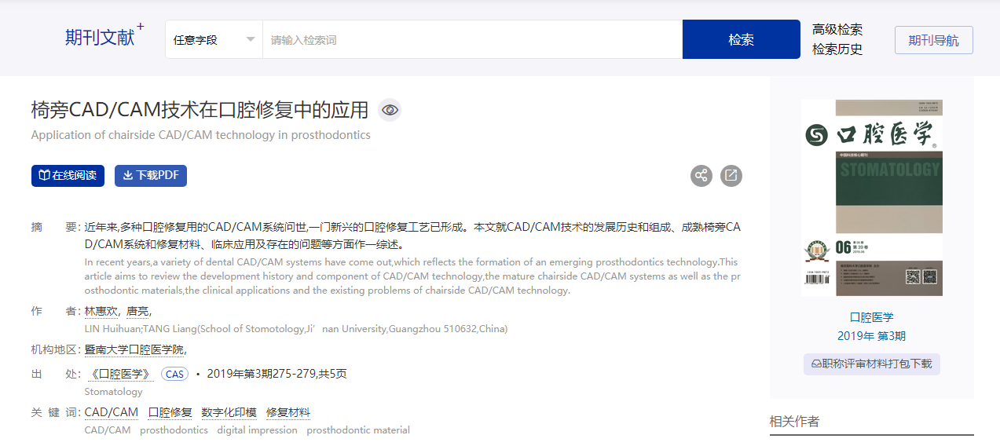 期刊文献+
任意字段
请输入检索词
检索
高级检索
检索历史
期刊导航
椅旁CAD/CAM技术在口腔修复中的应用
Application of chairside CAD/CAM technology in prosthodontics
在线阅读
下载PDF
摘 要:近年来,多种口腔修复用的CAD/CAM系统问世,一门新兴的口腔修复工艺已形成。本文就CAD/CAM技术的发展历史和组成、成熟椅旁CA
D/CAM系统和修复材料、临床应用及存在的问题等方面作一综述。
In recent years,a variety of dental CAD/CAM systems have come out,which reflects the formation of an emerging prosthodontics technology.This
article aims to review the development history and component of CAD/CAM technology,the mature chairside CAD/CAM systems as well as the pr
osthodontic materials,the clinical applications and the existing problems of chairside CAD/CAM technology.
作 者:林惠欢, 唐亮,
LIN Huihuan;TANG Liang(School of Stomotology,Ji’nan University,Guangzhou 510632,China)
机构地区:暨南大学口腔医学院,
出 处:《口腔医学》 CAS • 2019年第3期275-279,共5页
Stomatology
关 键 词:CAD/CAM 口腔修复 数字化印模 修复材料
CAD/CAM prosthodontics digital impression prosthodontic material
口腔医学
中国科技核心期刊
STOMATOLOGY
06
第39卷
口腔医学
2019年 第3期
职称评审材料打包下载
相关作者